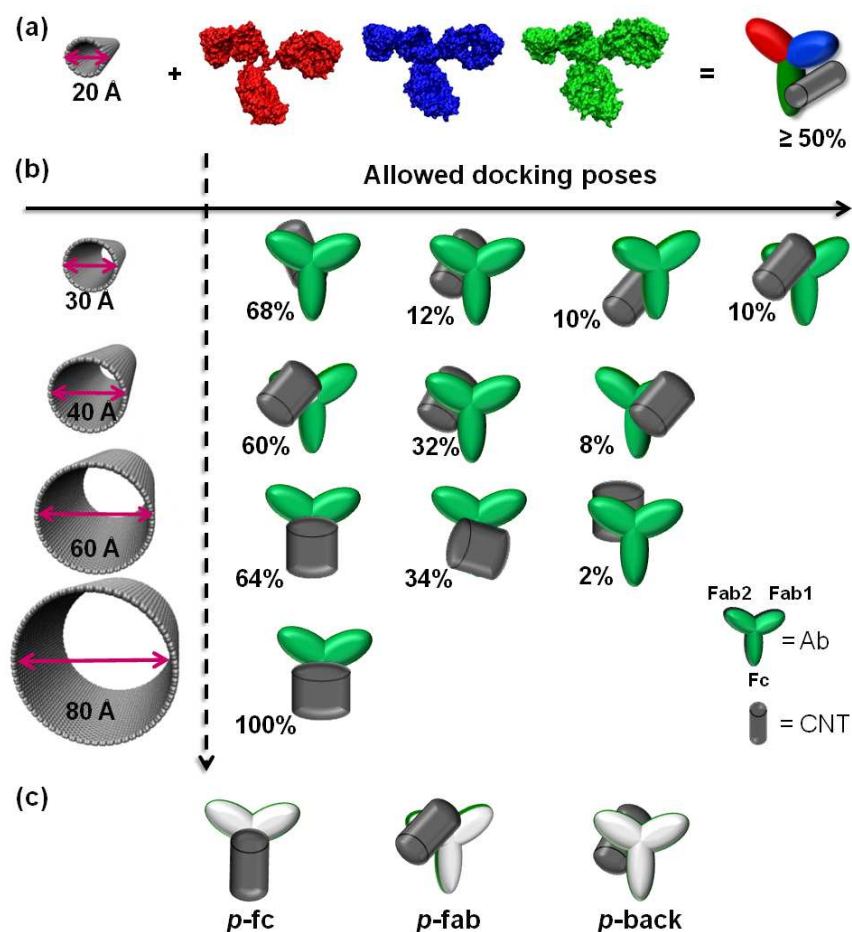 (a)
20 Å
+
=
≥ 50%
(b)
Allowed docking poses
30 Å
68%
12%
10%
10%
40 Å
60%
32%
8%
60 Å
64%
34%
2%
Fab2 Fab1
= Ab
Fc
80 Å
100%
= CNT
(c)
p-fc
p-fab
p-back